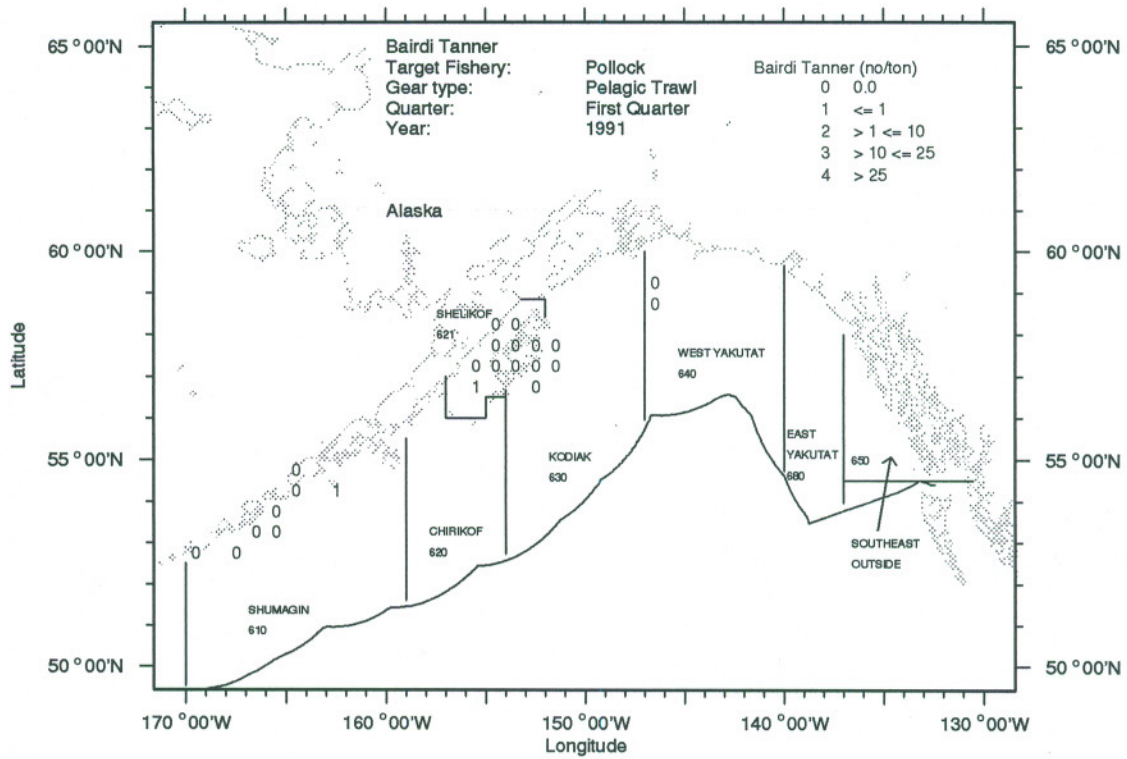 65 °00'N
65 °00'N
Bairdi Tanner
Target Fishery: Pollock
Gear type: Pelagic Trawl
Quarter: First Quarter
Year: 1991
Bairdi Tanner (no/ton)
0 0.0
1 <= 1
2 > 1 <= 10
3 > 10 <= 25
4 > 25
Alaska
60 °00'N
60 °00'N
0
0
SHELIKOF
621
0 0
0 0 0 0
0 0 0 0 0
1 0
WEST YAKUTAT
640
EAST
YAKUTAT
680
650
KODIAK
630
55 °00'N
55 °00'N
0
0 1
0
0 0
0 0
CHIRIKOF
620
SOUTHEAST
OUTSIDE
SHUMAGIN
610
50 °00'N
50 °00'N
Latitude
170 °00'W 160 °00'W 150 °00'W 140 °00'W 130 °00'W
Longitude